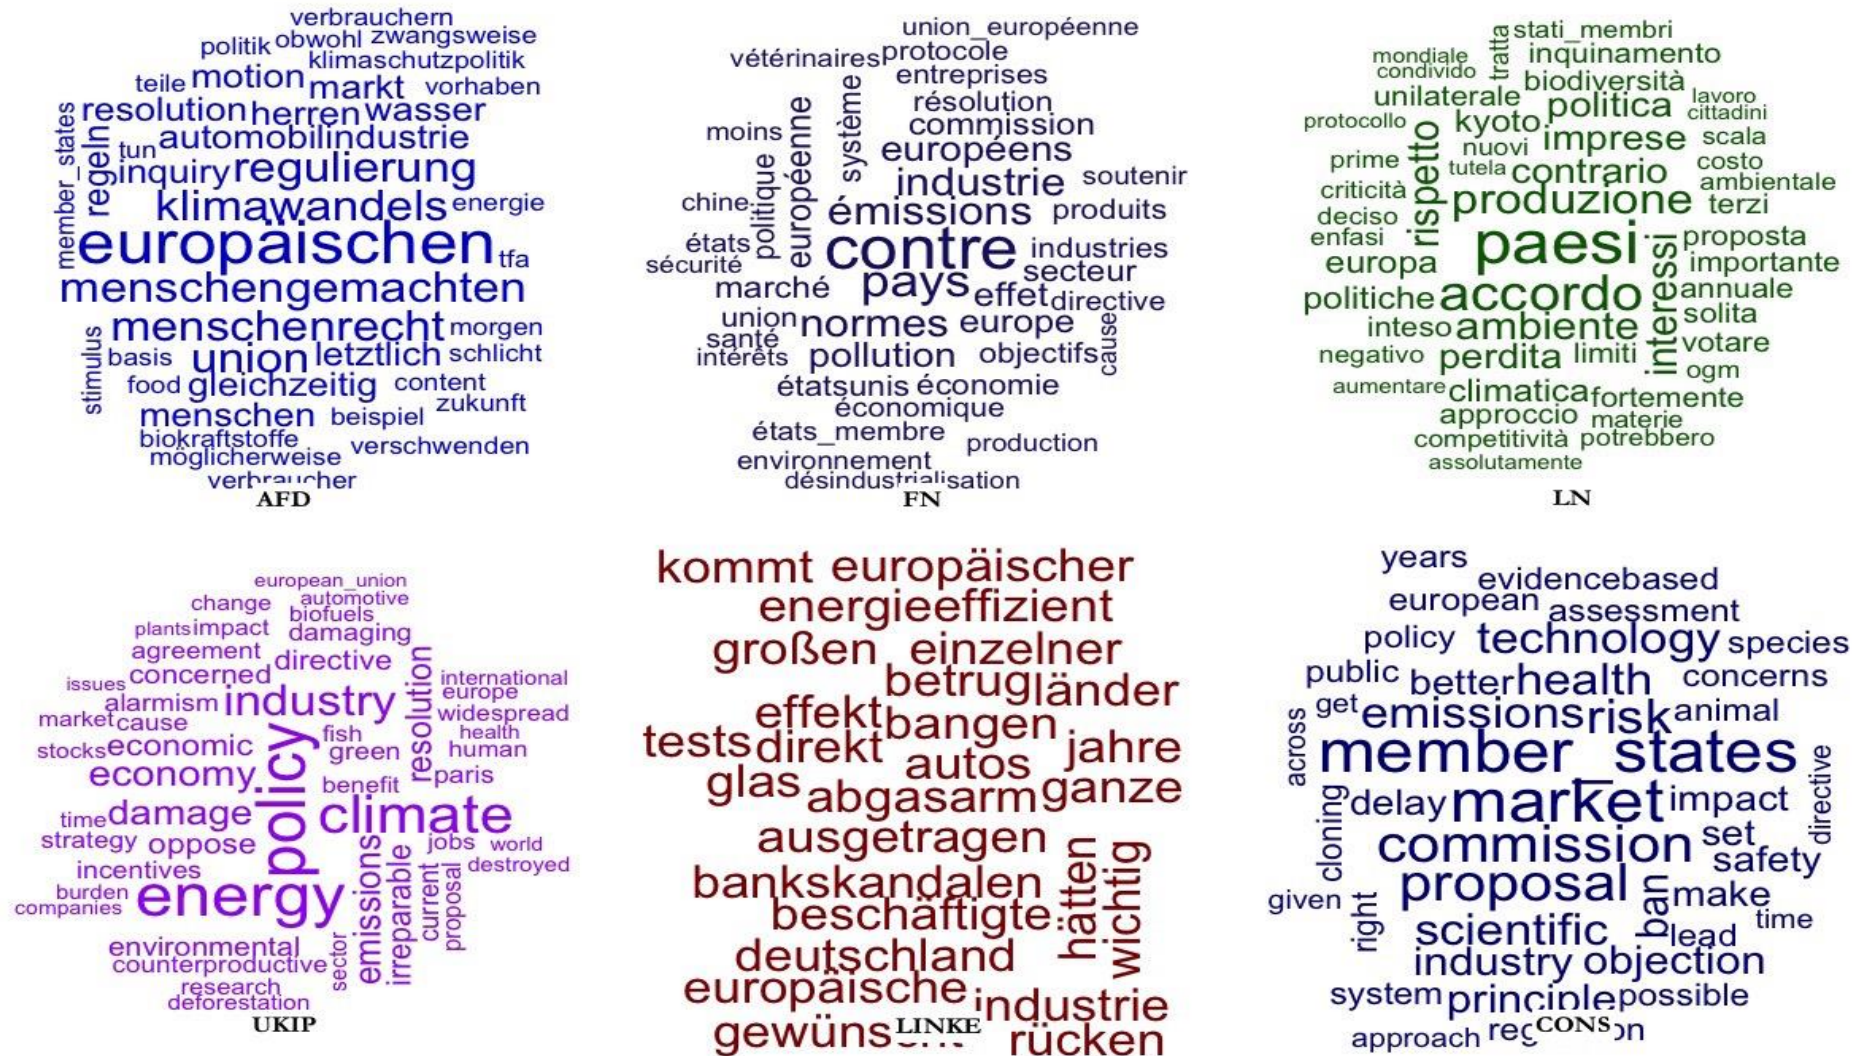 verbrauchern
politik obwohl zwangsweise
klimaschutzpolitik
teile motion markt vorhaben
resolution herren wasser
member_states regeln automobilindustrie
tun inquiry regulierung
klimawandels energie
europäischen tfa
menschengemachten
menschenrecht morgen
stimulus basis union letztlich schlicht
food gleichzeitig content
menschen beispiel zukunft
biokraftstoffe verschwenden
möglicherweise
verbraucher
AFD
union_européenne
vétérinaires protocole
système entreprises
résolution
moins européenne commission
politique européens
industrie soutenir
chine émissions produits
états contre industries
sécurité secteur
marché pays effet directive
union normes europe cause
santé
intérêts pollution objectifs
étatsunis économie
économique
états_membre production
environnement
désindustrialisation
FN
tratta stati_membri
mondiale inquinamento
condivido biodiversità
unilaterale politica lavoro
protocollo kyoto cittadini
nuovi imprese scala
prime rispetto tutela contrario costo
criticità ambientale
deciso produzione terzi
enfasi paesi interessi proposta
europa importante
politiche accordo annuale
inteso ambiente solita
negativo perdita limiti votare
ogm
aumentare climatica fortemente
approccio materie
competitività potrebbero
assolutamente
LN
european_union
change automotive
biofuels
plants impact damaging
agreement directive resolution
issues concerned international
alarmism industry europe
market cause policy widespread
fish health
stocks economic green human
economy benefit paris
time damage climate
strategy oppose emissions jobs world
incentives irreparable current proposal destroyed
burden energy
companies
environmental sector
counterproductive
research
deforestation
UKIP
kommt europäischer
energieeffizient
großen einzelner
betrug länder
effekt bangen
tests direkt autos jahre
glas abgasarm ganze
ausgetragen
bankskandalen hätten wichtig
beschäftigte
deutschland
europäische industrie
rücken
LINKE
years
evidencebased
european assessment
policy technology species
public better health concerns
get emissions risk animal
across member_states directive
cloning delay market impact
commission set
safety
given proposal ban make
right scientific lead time
industry objection
system principle possible
approach
CONS